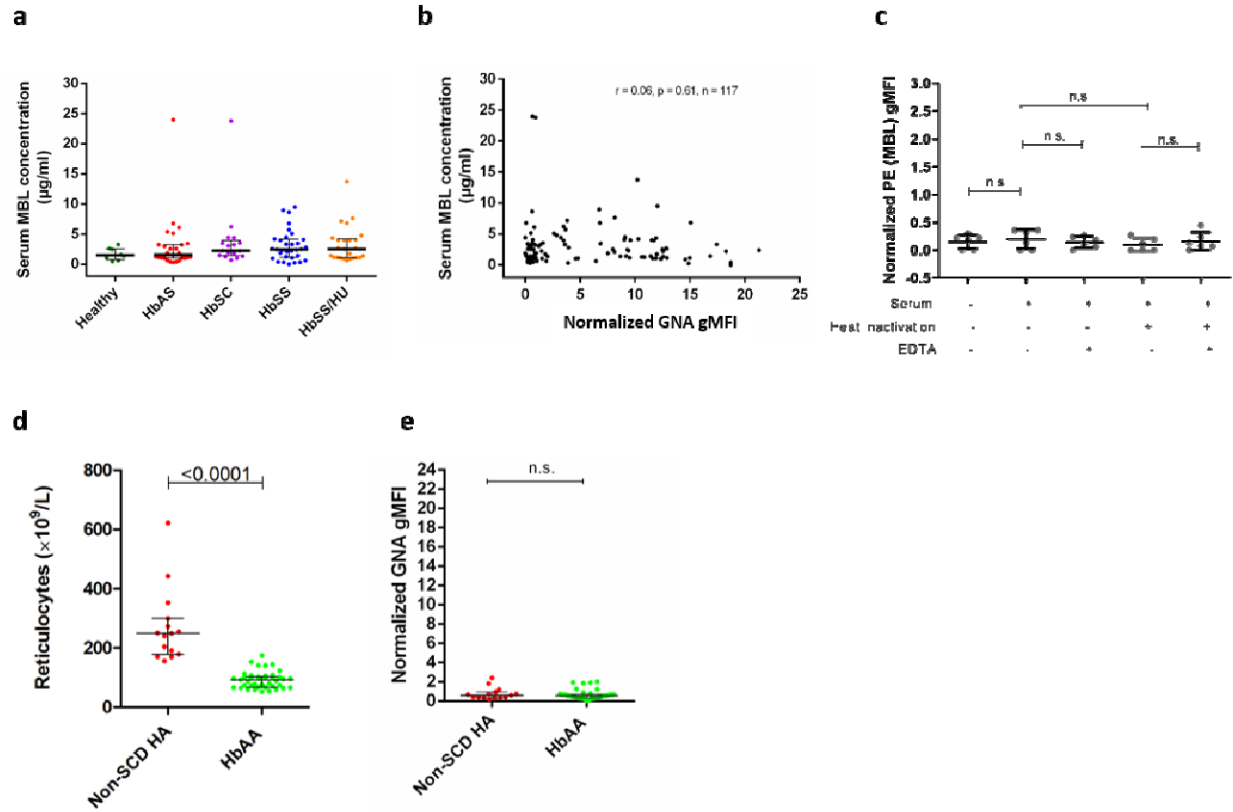 a
30
25
20
15
10
5
0
Serum MBL concentration
(µg/ml)
Healthy
HbAS
HbSC
HbSS
HbSS/HU
b
r = 0.06, p = 0.61, n = 117
30
25
20
15
10
5
0
Serum MBL concentration
(µg/ml)
0 5 10 15 20 25
Normalized GNA gMFI
c
3.0
2.5
2.0
1.5
1.0
0.5
0.0
-0.5
Normalized PE (MBL) gMFI
n.s
n s.
n.s.
n s
Serum - + + + +
Heat nactivation - - - + +
EDTA - - + - +
d
<0.0001
800
600
400
200
0
Reticulocytes (×10⁹/L)
Non-SCD HA
HbAA
e
n.s.
24
22
20
18
16
14
12
10
8
6
4
2
0
Normalized GNA gMFI
Non-SCD HA
HbAA